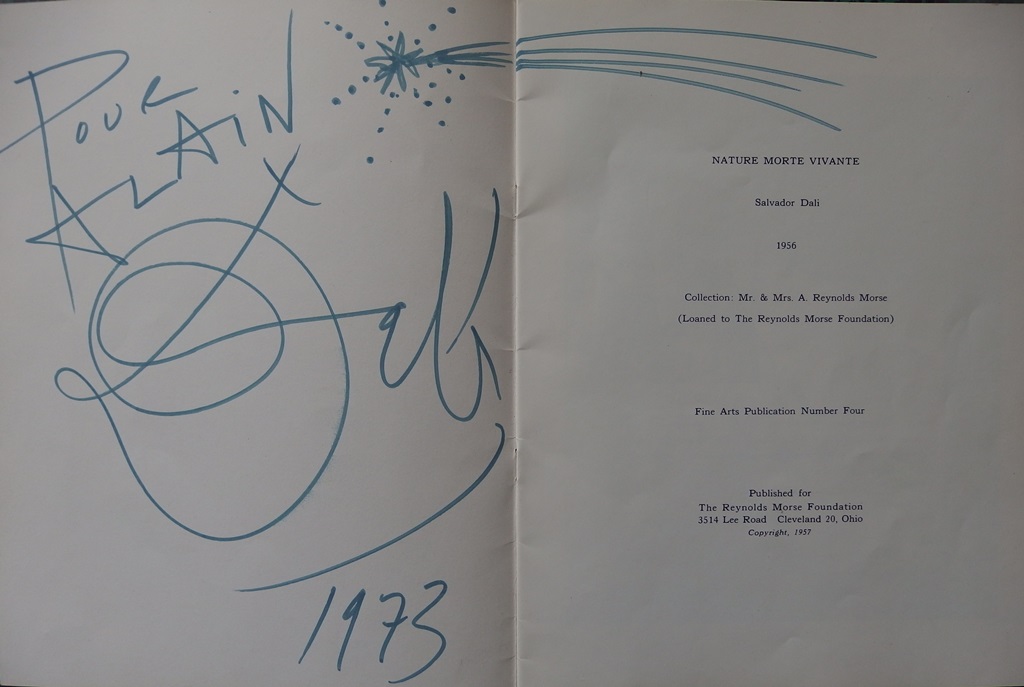 POUR
ALAIN
Dali
1973
NATURE MORTE VIVANTE
Salvador Dali
1956
Collection: Mr. & Mrs. A. Reynolds Morse
(Loaned to The Reynolds Morse Foundation)
Fine Arts Publication Number Four
Published for
The Reynolds Morse Foundation
3514 Lee Road Cleveland 20, Ohio
Copyright, 1957